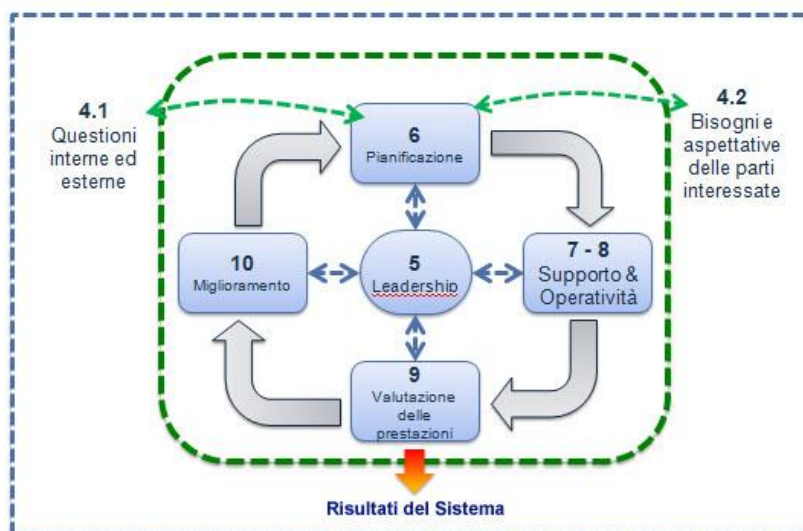 4.1
Questioni
interne ed
esterne
4.2
Bisogni e
aspettative
delle parti
interessate
6
Pianificazione
10
Miglioramento
5
Leadership
7 - 8
Supporto &
Operatività
9
Valutazione
delle
prestazioni
Risultati del Sistema